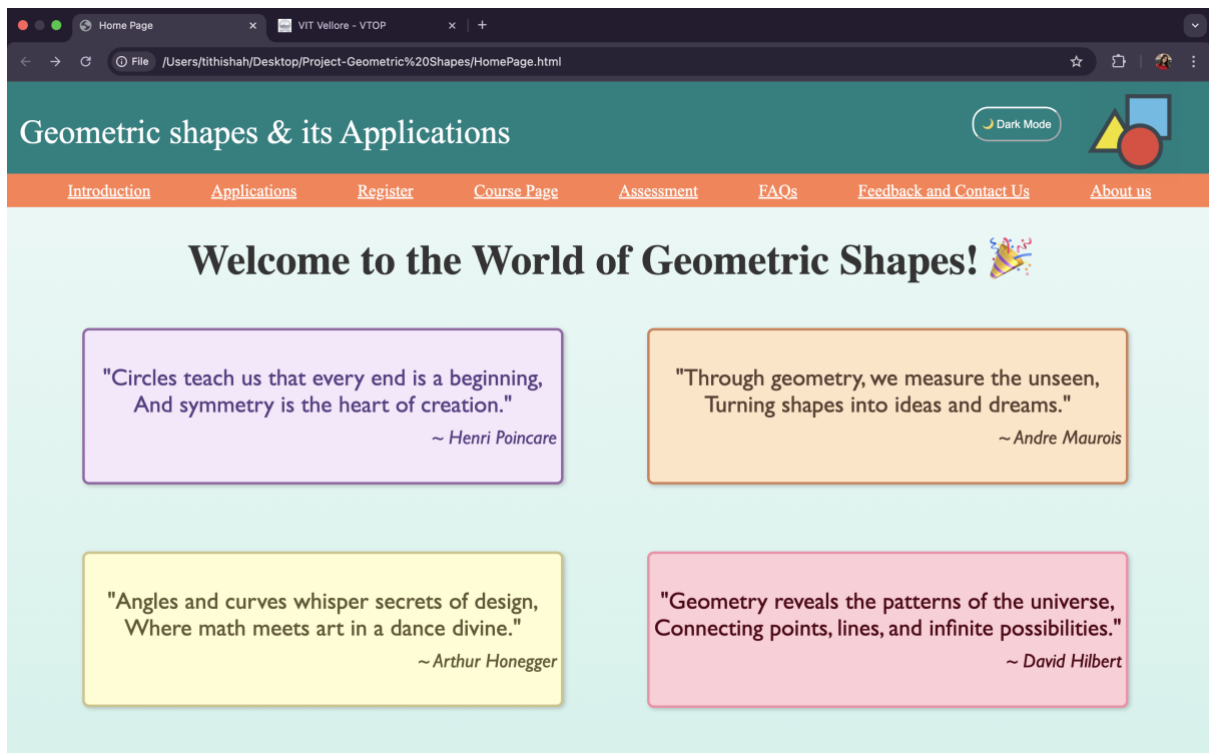 Home Page
VIT Vellore - VTOP
File /Users/tithishah/Desktop/Project-Geometric%20Shapes/HomePage.html
Geometric shapes & its Applications
Dark Mode
Introduction Applications Register Course Page Assessment FAQs Feedback and Contact Us About us
Welcome to the World of Geometric Shapes! 🎉
"Circles teach us that every end is a beginning,
And symmetry is the heart of creation."
~ Henri Poincare
"Through geometry, we measure the unseen,
Turning shapes into ideas and dreams."
~ Andre Maurois
"Angles and curves whisper secrets of design,
Where math meets art in a dance divine."
~ Arthur Honegger
"Geometry reveals the patterns of the universe,
Connecting points, lines, and infinite possibilities."
~ David Hilbert